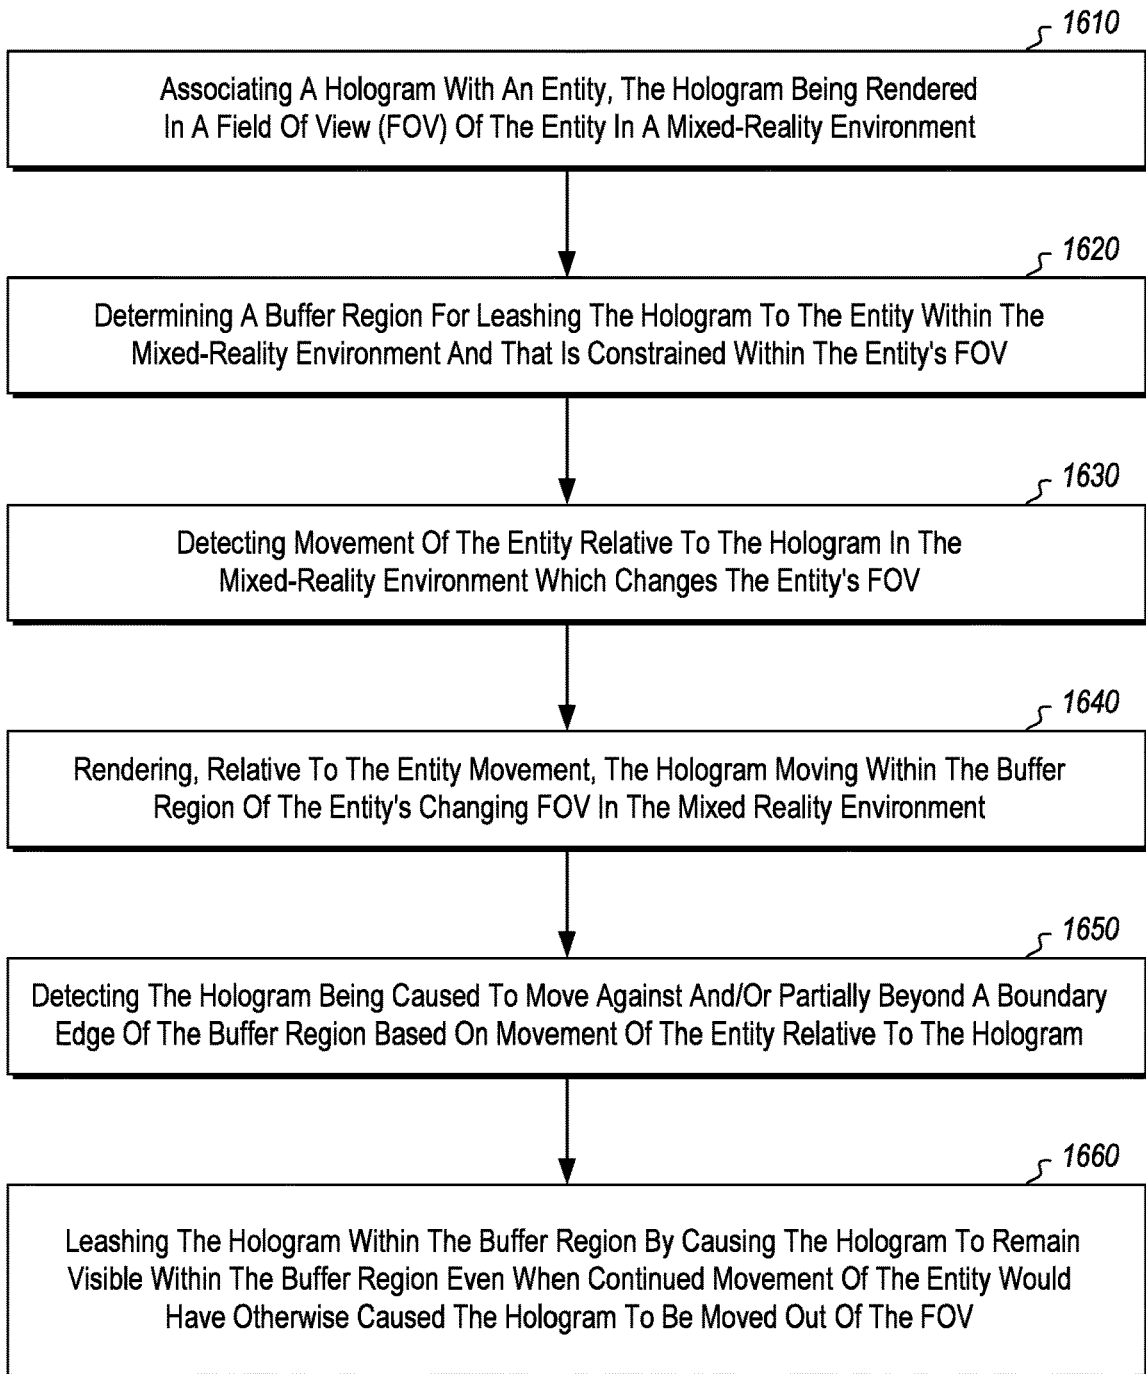 1610
Associating A Hologram With An Entity, The Hologram Being Rendered
In A Field Of View (FOV) Of The Entity In A Mixed-Reality Environment
1620
Determining A Buffer Region For Leashing The Hologram To The Entity Within The
Mixed-Reality Environment And That Is Constrained Within The Entity's FOV
1630
Detecting Movement Of The Entity Relative To The Hologram In The
Mixed-Reality Environment Which Changes The Entity's FOV
1640
Rendering, Relative To The Entity Movement, The Hologram Moving Within The Buffer
Region Of The Entity's Changing FOV In The Mixed Reality Environment
1650
Detecting The Hologram Being Caused To Move Against And/Or Partially Beyond A Boundary
Edge Of The Buffer Region Based On Movement Of The Entity Relative To The Hologram
1660
Leashing The Hologram Within The Buffer Region By Causing The Hologram To Remain
Visible Within The Buffer Region Even When Continued Movement Of The Entity Would
Have Otherwise Caused The Hologram To Be Moved Out Of The FOV